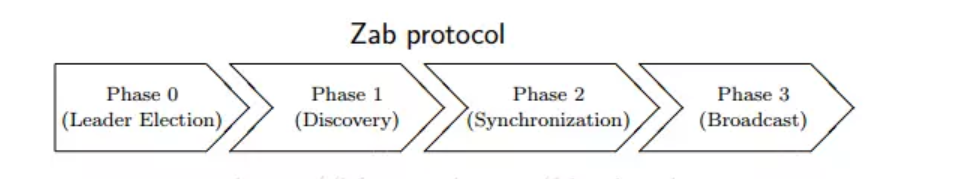 Zab protocol
Phase 0
(Leader Election)
Phase 1
(Discovery)
Phase 2
(Synchronization)
Phase 3
(Broadcast)